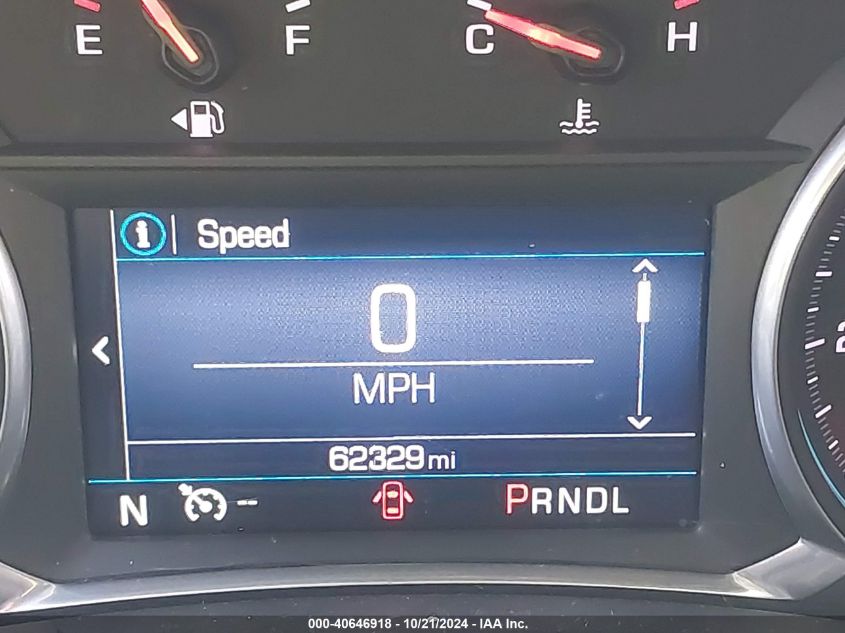 E F C H
Speed
0
MPH
62329 mi
N -- PRNDL
000-40646918 - 10/21/2024 - IAA Inc.